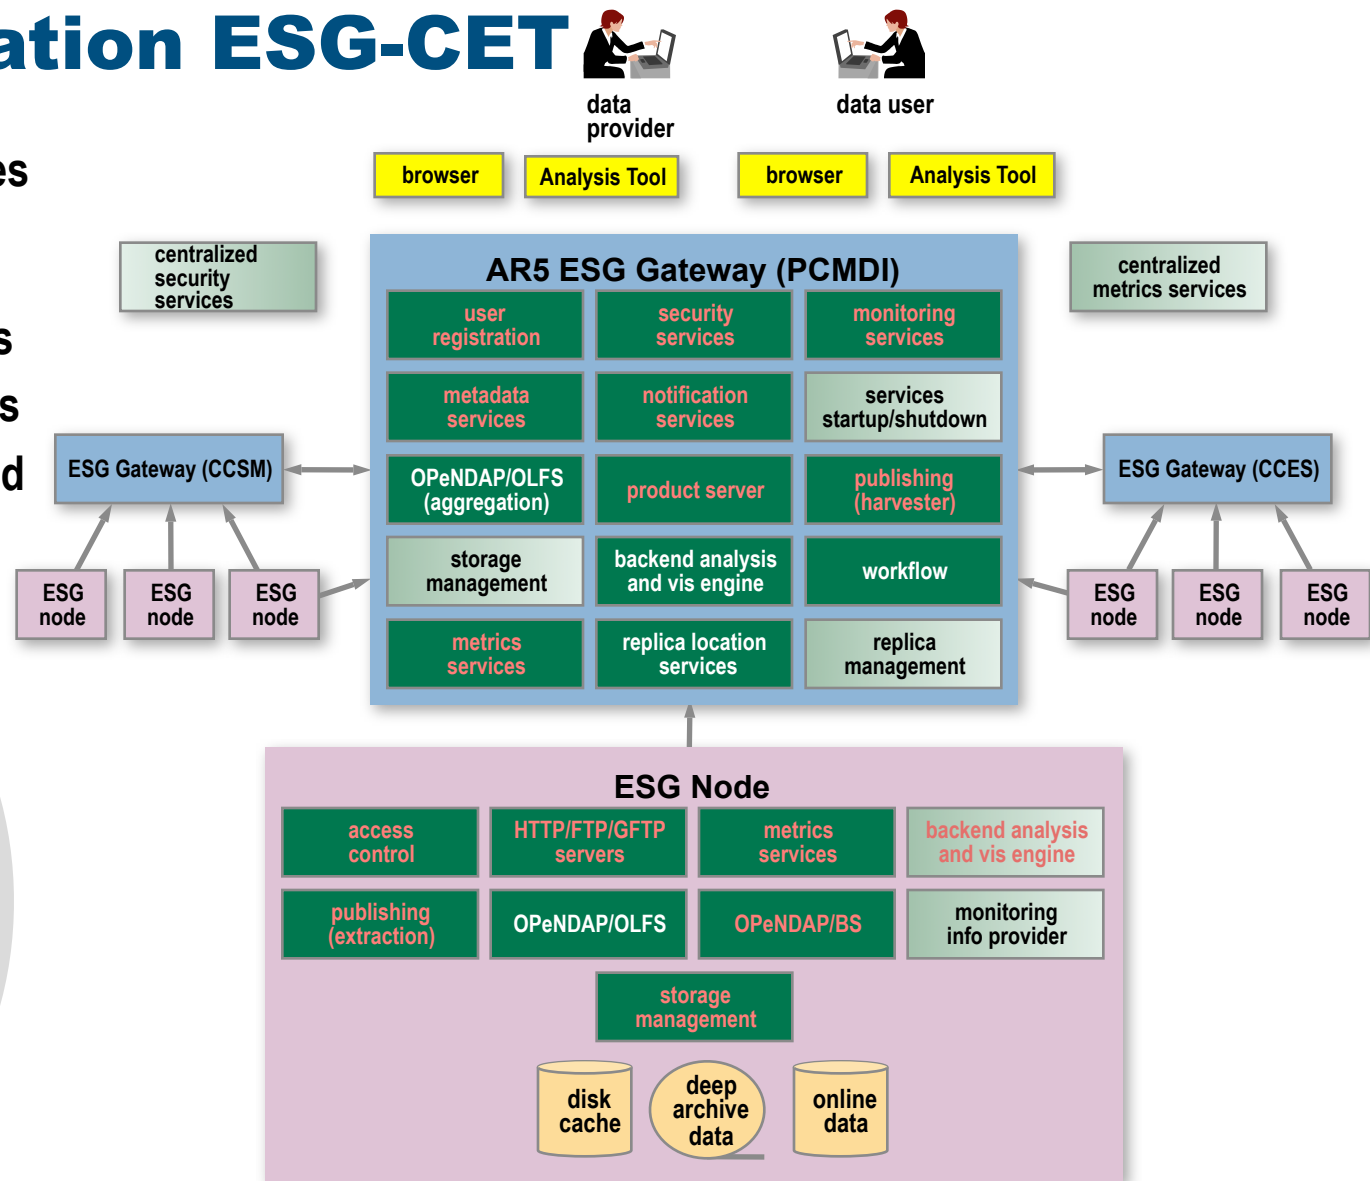 ation ESG-CET
data
provider
data user
es
browser
Analysis Tool
browser
Analysis Tool
centralized
security
services
AR5 ESG Gateway (PCMDI)
centralized
metrics services
user
registration
security
services
monitoring
services
s
metadata
services
notification
services
services
startup/shutdown
s
ESG Gateway (CCSM)
d
OPeNDAP/OLFS
(aggregation)
product server
publishing
(harvester)
ESG Gateway (CCES)
storage
management
backend analysis
and vis engine
workflow
ESG
node
ESG
node
ESG
node
ESG
node
ESG
node
ESG
node
metrics
services
replica location
services
replica
management
ESG Node
access
control
HTTP/FTP/GFTP
servers
metrics
services
backend analysis
and vis engine
publishing
(extraction)
OPeNDAP/OLFS
OPeNDAP/BS
monitoring
info provider
storage
management
disk
cache
deep
archive
data
online
data